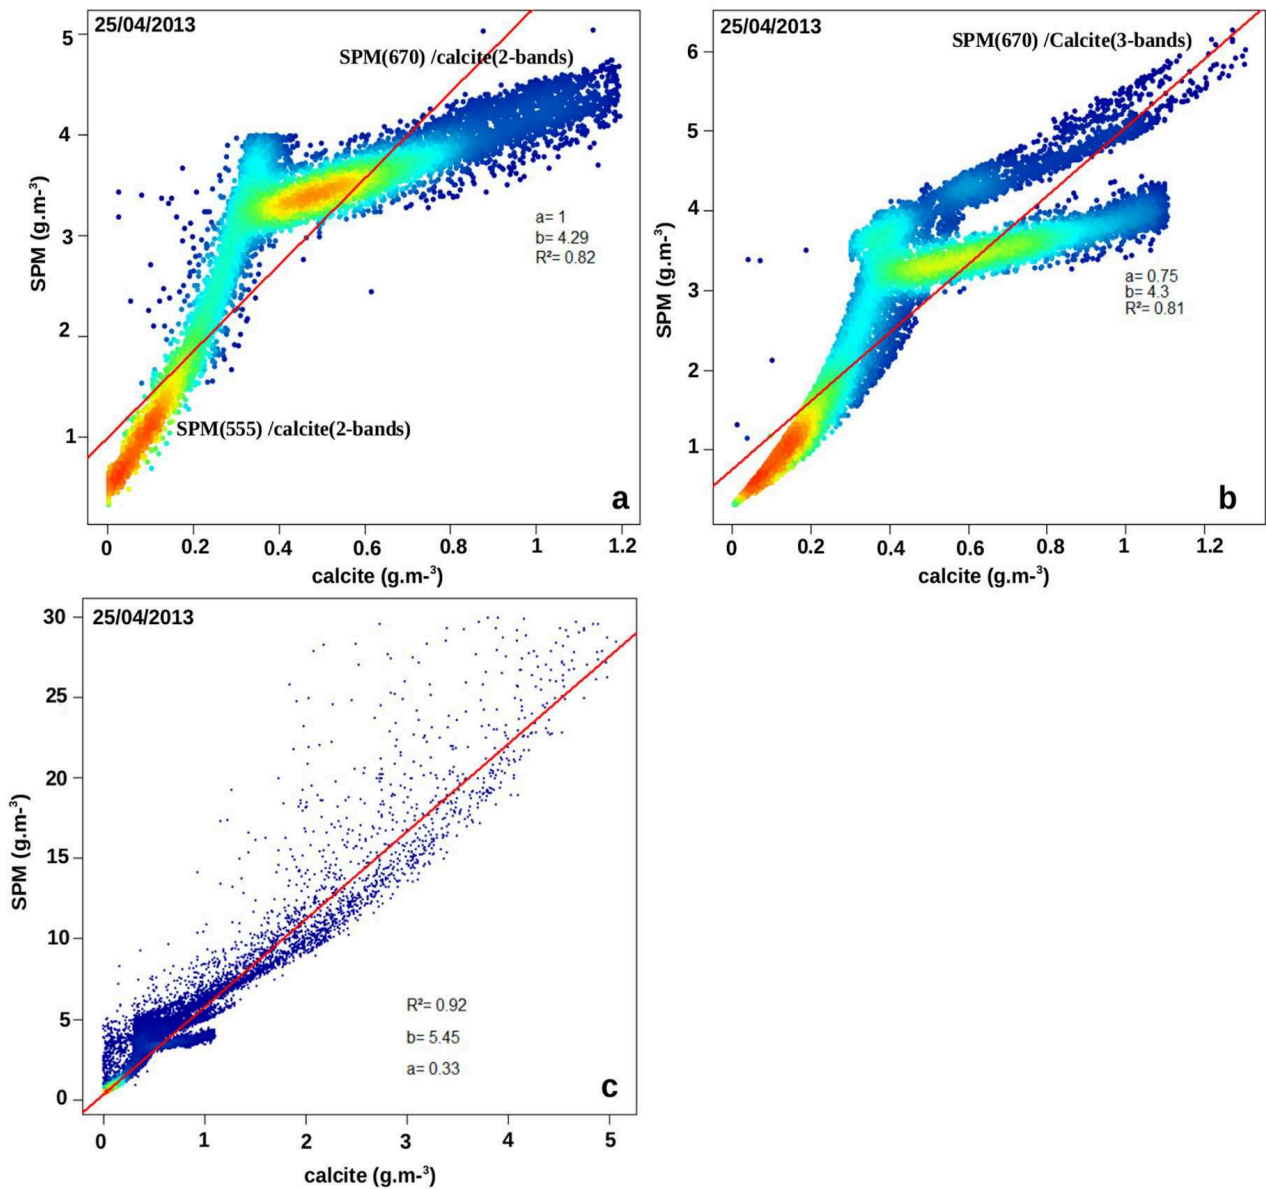 25/04/2013
SPM(670) /calcite(2-bands)
5
4
3
2
1
SPM (g.m-³)
a= 1
b= 4.29
R²= 0.82
SPM(555) /calcite(2-bands)
a
0 0.2 0.4 0.6 0.8 1 1.2
calcite (g.m-³)
25/04/2013
SPM(670) /Calcite(3-bands)
6
5
4
3
2
1
SPM (g.m-³)
a= 0.75
b= 4.3
R²= 0.81
b
0 0.2 0.4 0.6 0.8 1 1.2
calcite (g.m-³)
25/04/2013
30
25
20
15
10
5
0
SPM (g.m-³)
R²= 0.92
b= 5.45
a= 0.33
c
0 1 2 3 4 5
calcite (g.m-³)